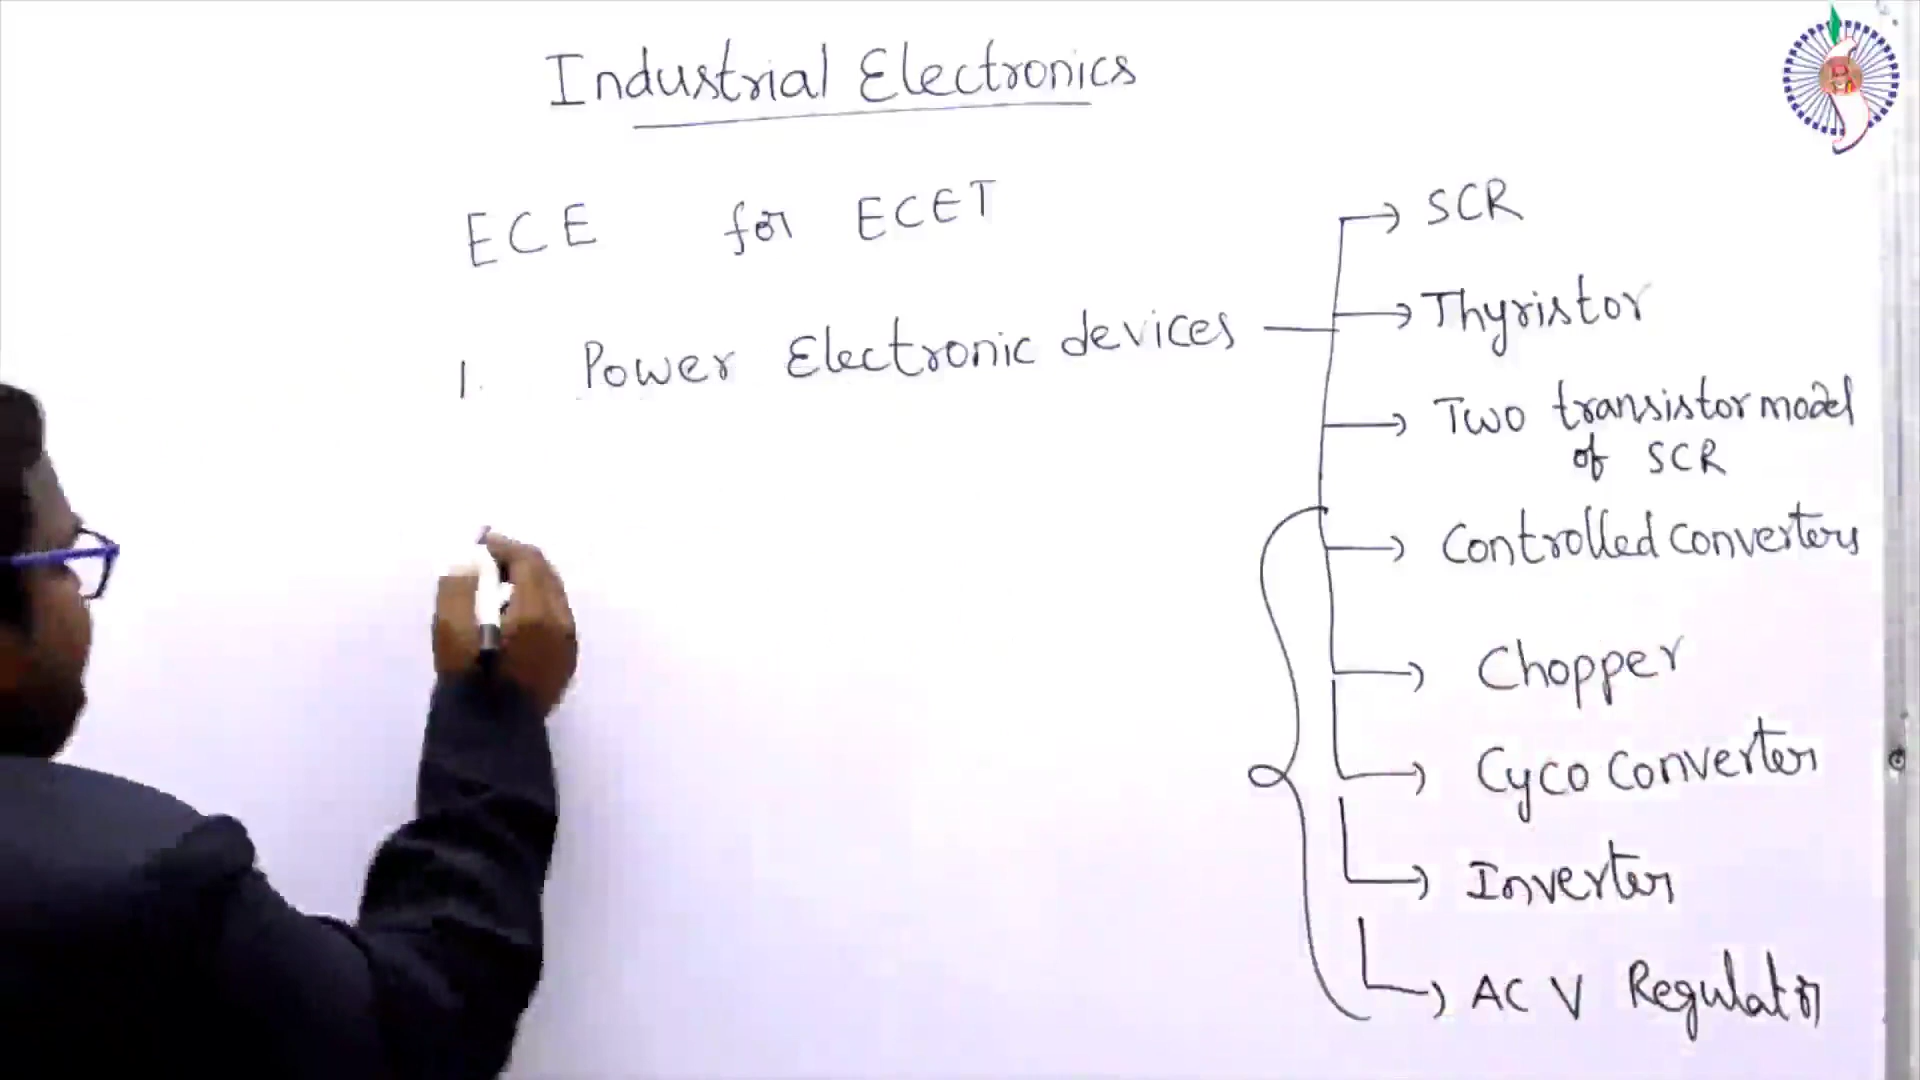 Industrial Electronics
ECE for ECET
1. Power Electronic devices
SCR
Thyristor
Two transistor model
of SCR
Controlled Converters
Chopper
Cyco Converter
Inverter
AC V Regulator